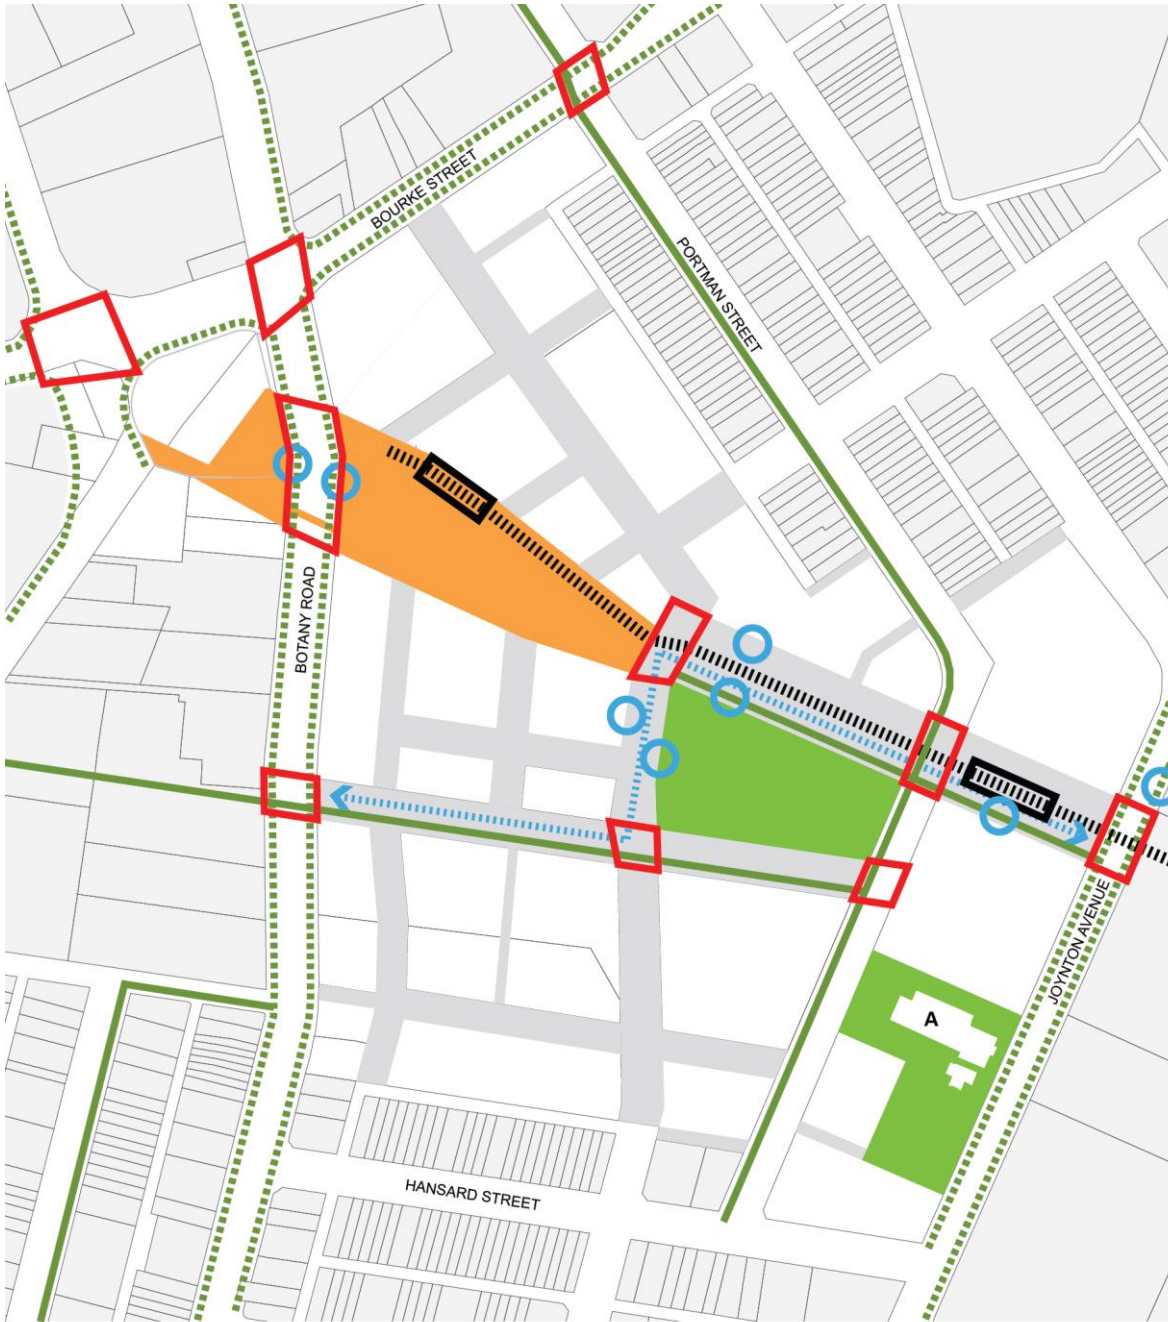 BOURKE STREET
PORTMAN STREET
BOTANY ROAD
JOYNTON AVENUE
A
HANSARD STREET